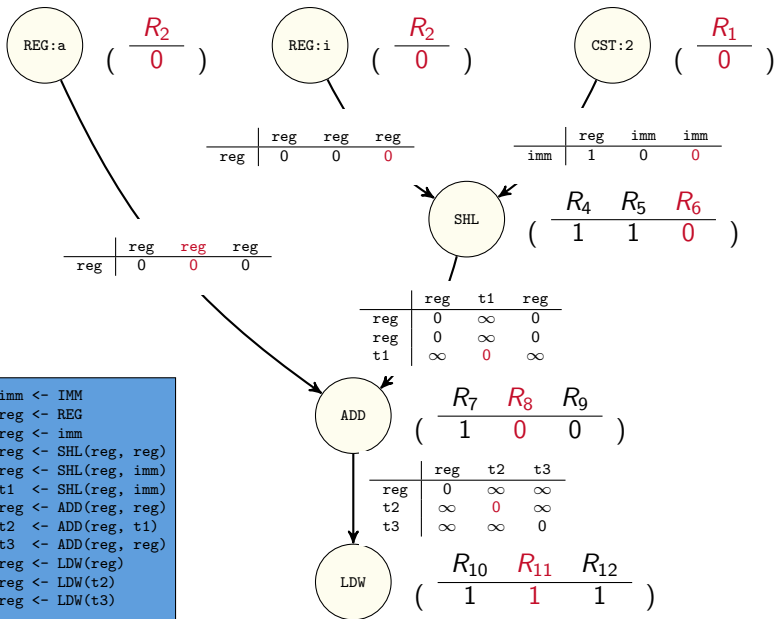 REG:a ( R2 0 ) REG:i ( R2 0 ) CST:2 ( R1 0 )
reg reg reg
reg 0 0 0
reg imm imm
imm 1 0 0
SHL ( R4 R5 R6
1 1 0 )
reg reg reg
reg 0 0 0
reg t1 reg
reg 0 ∞ 0
reg 0 ∞ 0
t1 ∞ 0 ∞
ADD ( R7 R8 R9
1 0 0 )
reg t2 t3
reg 0 ∞ ∞
t2 ∞ 0 ∞
t3 ∞ ∞ 0
LDW ( R10 R11 R12
1 1 1 )
imm <- IMM
reg <- REG
reg <- imm
reg <- SHL(reg, reg)
reg <- SHL(reg, imm)
t1 <- SHL(reg, imm)
reg <- ADD(reg, reg)
t2 <- ADD(reg, t1)
t3 <- ADD(reg, reg)
reg <- LDW(reg)
reg <- LDW(t2)
reg <- LDW(t3)